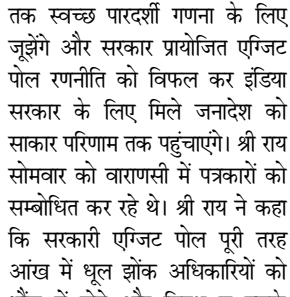 तक स्वच्छ पारदर्शी गणना के लिए
जूझेंगे और सरकार प्रायोजित एग्जिट
पोल रणनीति को विफल कर इंडिया
सरकार के लिए मिले जनादेश को
साकार परिणाम तक पहुंचाएंगे। श्री राय
सोमवार को वाराणसी में पत्रकारों को
सम्बोधित कर रहे थे। श्री राय ने कहा
कि सरकारी एग्जिट पोल पूरी तरह
आंख में धूल झोंक अधिकारियों को